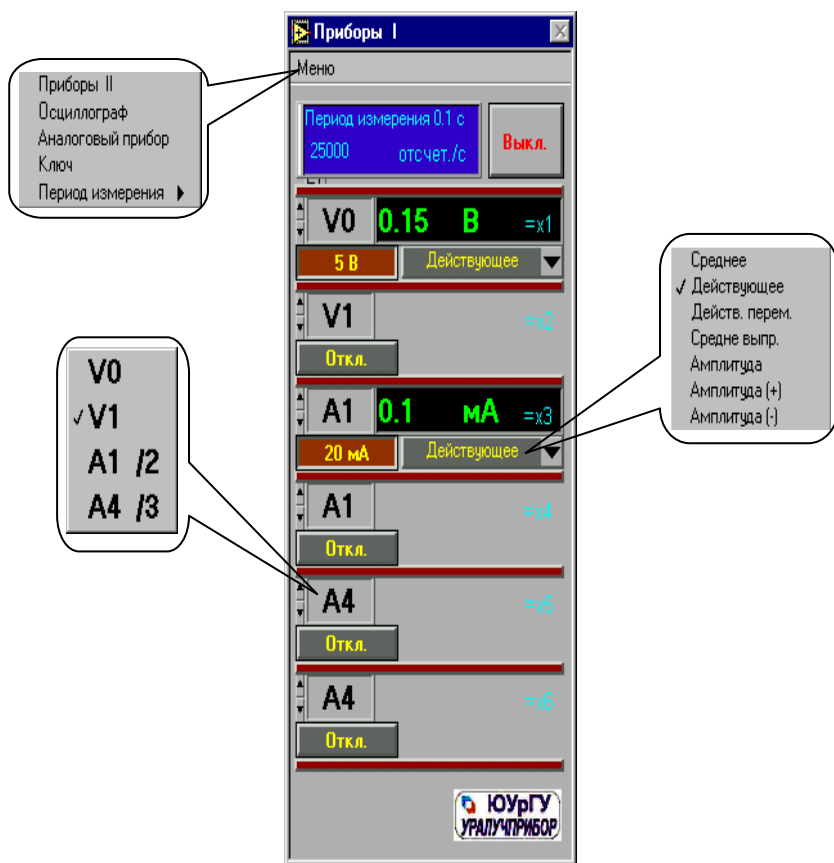 Приборы I
Меню
Приборы II
Осциллограф
Аналоговый прибор
Ключ
Период измерения
Период измерения 0.1 с
25000 отсчет./с
Выкл.
V0 0.15 В =x1
5 В Действующее
V1 =x2
Откл.
A1 0.1 мА =x3
20 мА Действующее
A1 =x4
Откл.
A4 =x5
Откл.
A4 =x6
Откл.
ЮУрГУ
УРАЛУЧПРИБОР
V0
V1
A1 /2
A4 /3
Среднее
Действующее
Действ. перем.
Средне выпр.
Амплитуда
Амплитуда (+)
Амплитуда (-)